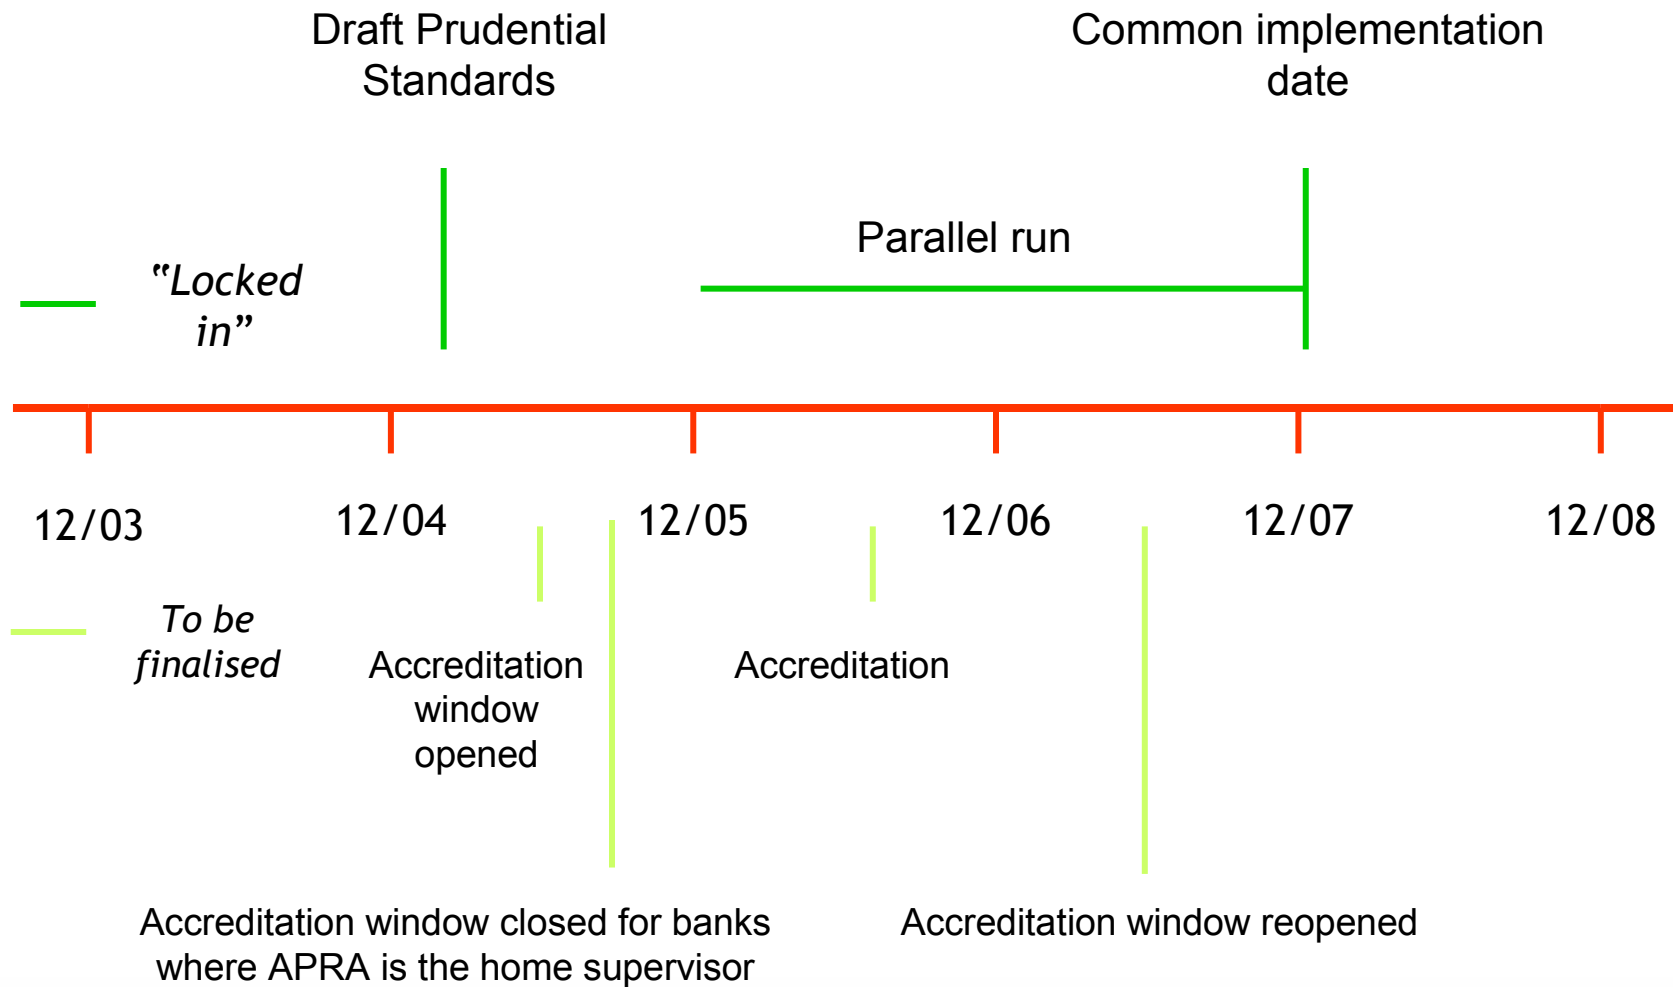 Draft Prudential
Standards
Common implementation
date
Parallel run
“Locked
in”
12/03
12/04
12/05
12/06
12/07
12/08
To be
finalised
Accreditation
window
opened
Accreditation
Accreditation window closed for banks
where APRA is the home supervisor
Accreditation window reopened